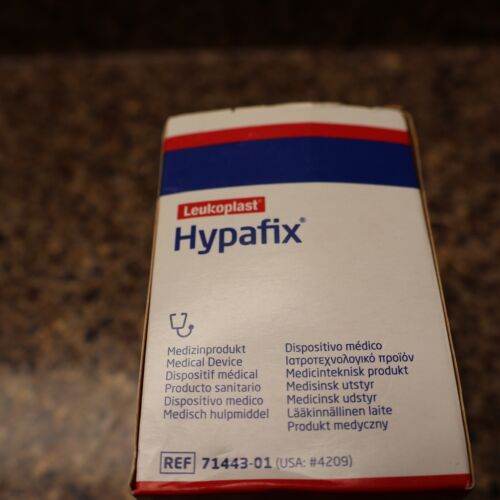 Leukoplast®
Hypafix®
Medizinprodukt
Medical Device
Dispositif médical
Producto sanitario
Dispositivo medico
Medisch hulpmiddel
Dispositivo médico
Ιατροτεχνολογικό προϊόν
Medicinteknisk produkt
Medisinsk utstyr
Medicinsk udstyr
Lääkinnällinen laite
Produkt medyczny
REF 71443-01 (USA: #4209)